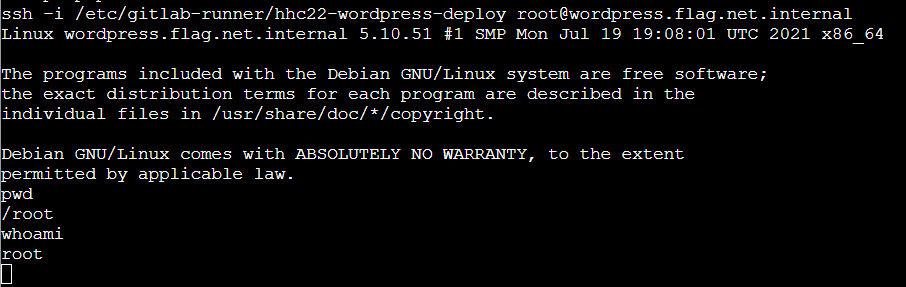 ssh -i /etc/gitlab-runner/hhc22-wordpress-deploy root@wordpress.flag.net.internal
Linux wordpress.flag.net.internal 5.10.51 #1 SMP Mon Jul 19 19:08:01 UTC 2021 x86_64
The programs included with the Debian GNU/Linux system are free software;
the exact distribution terms for each program are described in the
individual files in /usr/share/doc/*/copyright.
Debian GNU/Linux comes with ABSOLUTELY NO WARRANTY, to the extent
permitted by applicable law.
pwd
/root
whoami
root